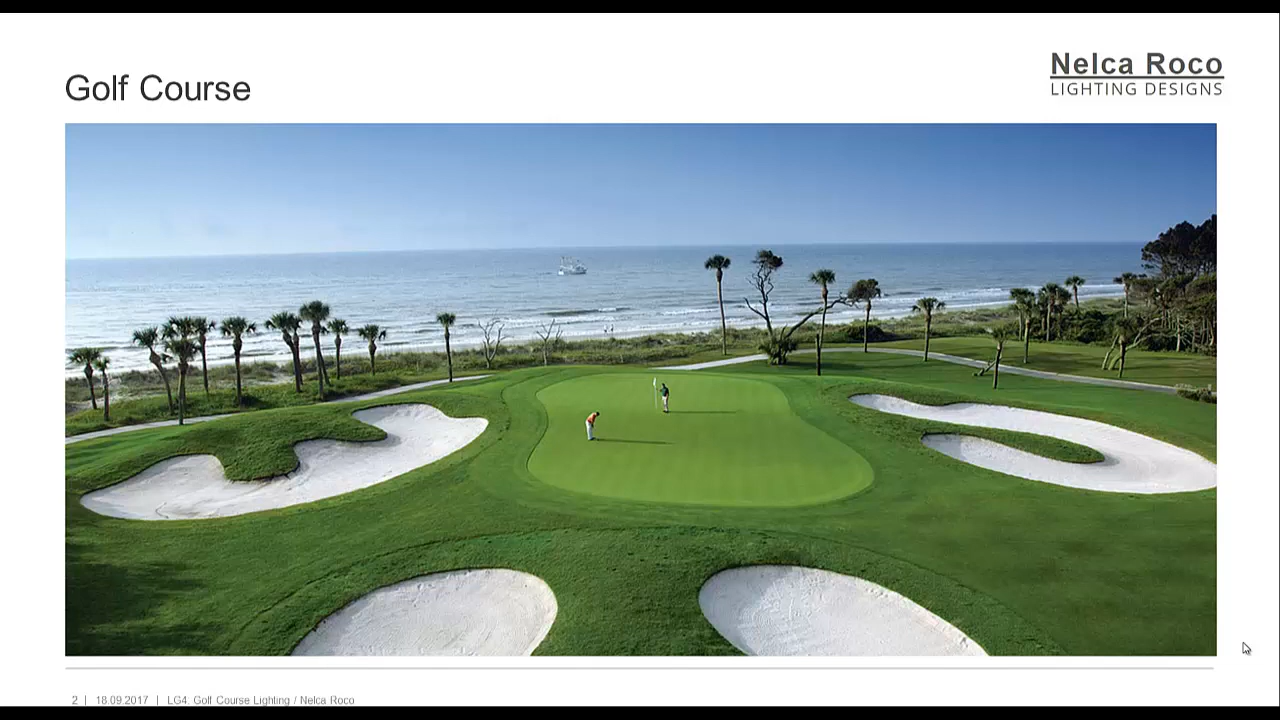 Golf Course
Nelca Roco
LIGHTING DESIGNS
2 | 18.09.2017 | LG4. Golf Course Lighting / Nelca Roco